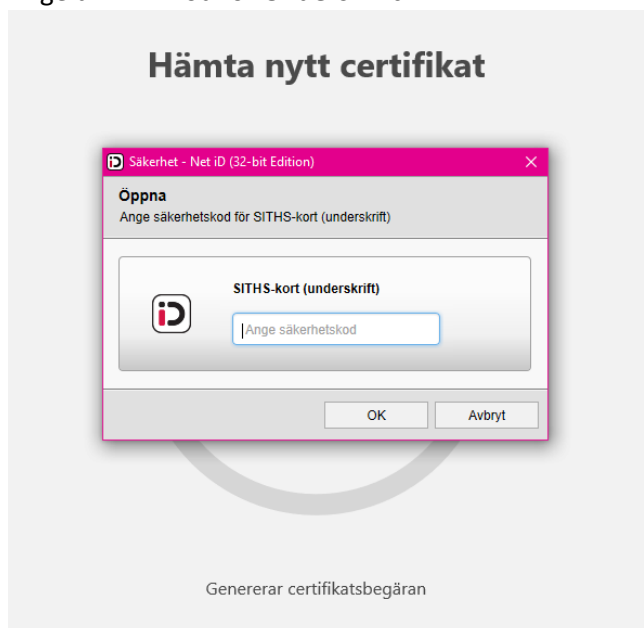 Hämta nytt certifikat
Säkerhet - Net iD (32-bit Edition)
Öppna
Ange säkerhetskod för SITHS-kort (underskrift)
iD
SITHS-kort (underskrift)
Ange säkerhetskod
OK
Avbryt
Genererar certifikatsbegäran